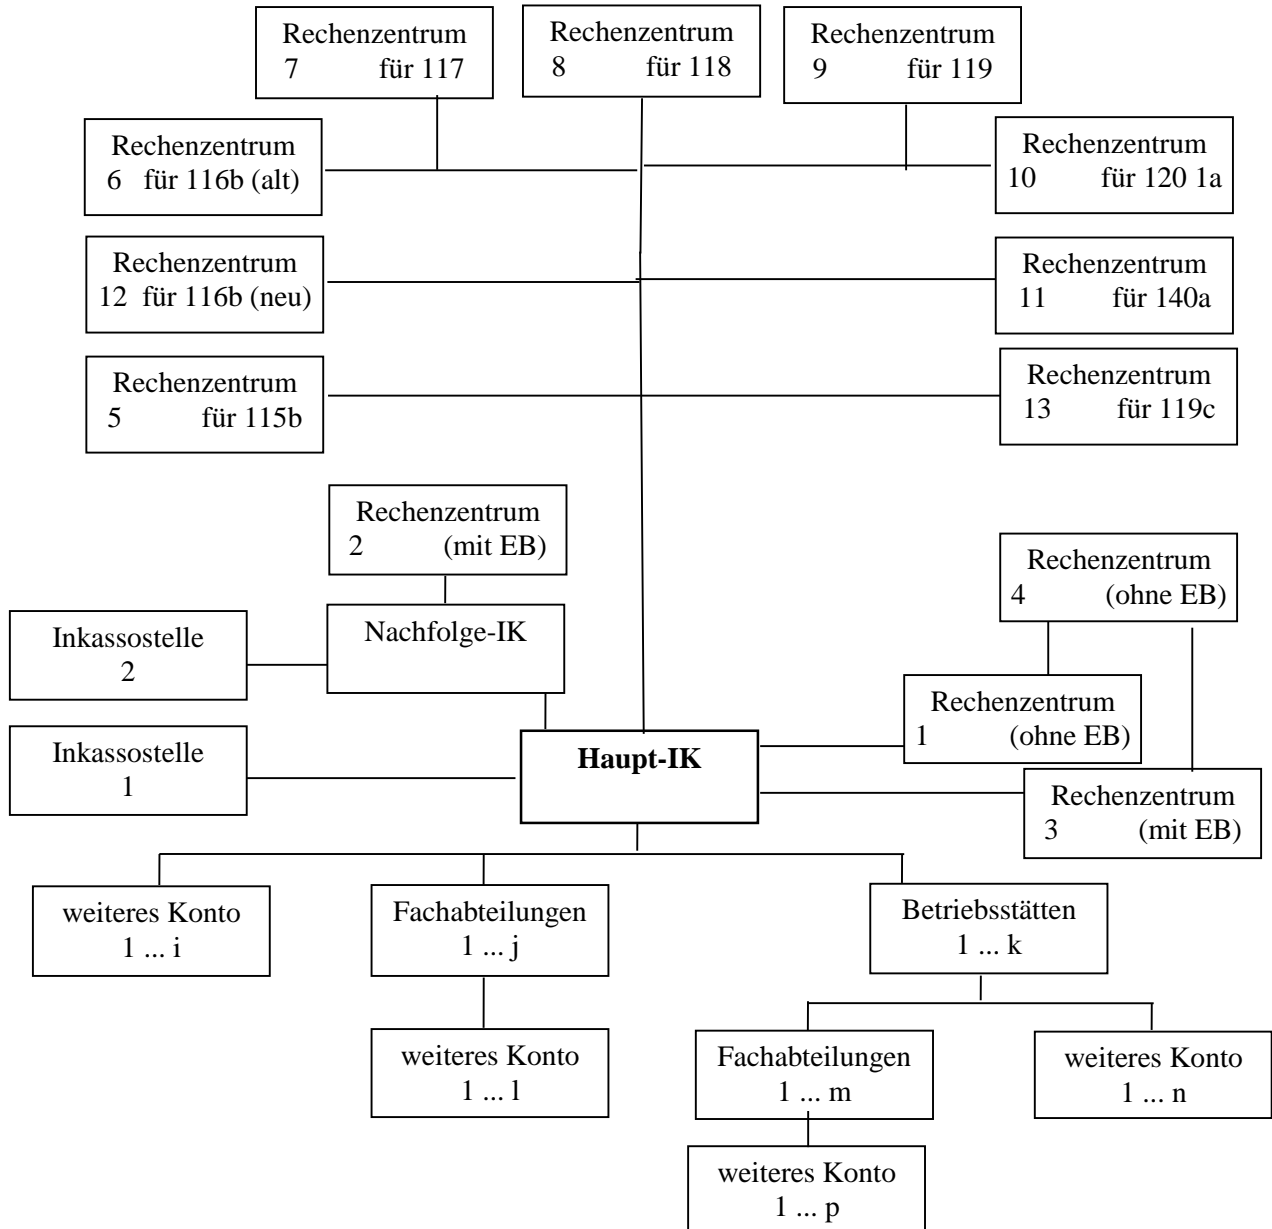 Rechenzentrum
7 für 117
Rechenzentrum
8 für 118
Rechenzentrum
9 für 119
Rechenzentrum
6 für 116b (alt)
Rechenzentrum
10 für 120 1a
Rechenzentrum
12 für 116b (neu)
Rechenzentrum
11 für 140a
Rechenzentrum
5 für 115b
Rechenzentrum
13 für 119c
Rechenzentrum
2 (mit EB)
Rechenzentrum
4 (ohne EB)
Inkassostelle
2
Nachfolge-IK
Rechenzentrum
1 (ohne EB)
Inkassostelle
1
Haupt-IK
Rechenzentrum
3 (mit EB)
weiteres Konto
1 ... i
Fachabteilungen
1 ... j
Betriebsstätten
1 ... k
weiteres Konto
1 ... l
Fachabteilungen
1 ... m
weiteres Konto
1 ... n
weiteres Konto
1 ... p